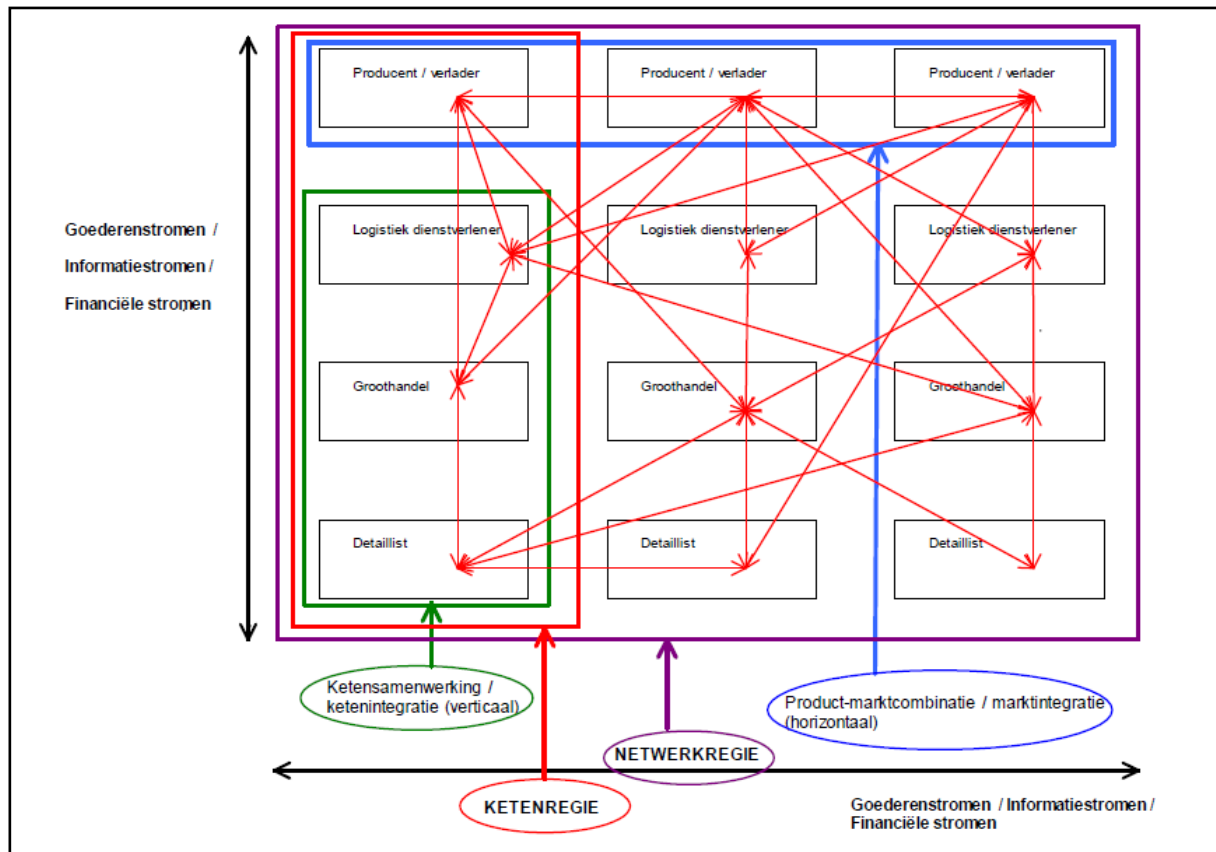 Producent / verlader
Producent / verlader
Producent / verlader
Goederenstromen /
Informatiestromen /
Financiële stromen
Logistiek dienstverlener
Logistiek dienstverlener
Logistiek dienstverlener
Groothandel
Groothandel
Groothandel
Detaillist
Detaillist
Detaillist
Ketensamenwerking /
ketenintegratie (verticaal)
Product-marktcombinatie / marktintegratie
(horizontaal)
NETWERKREGIE
KETENREGIE
Goederenstromen / Informatiestromen /
Financiële stromen